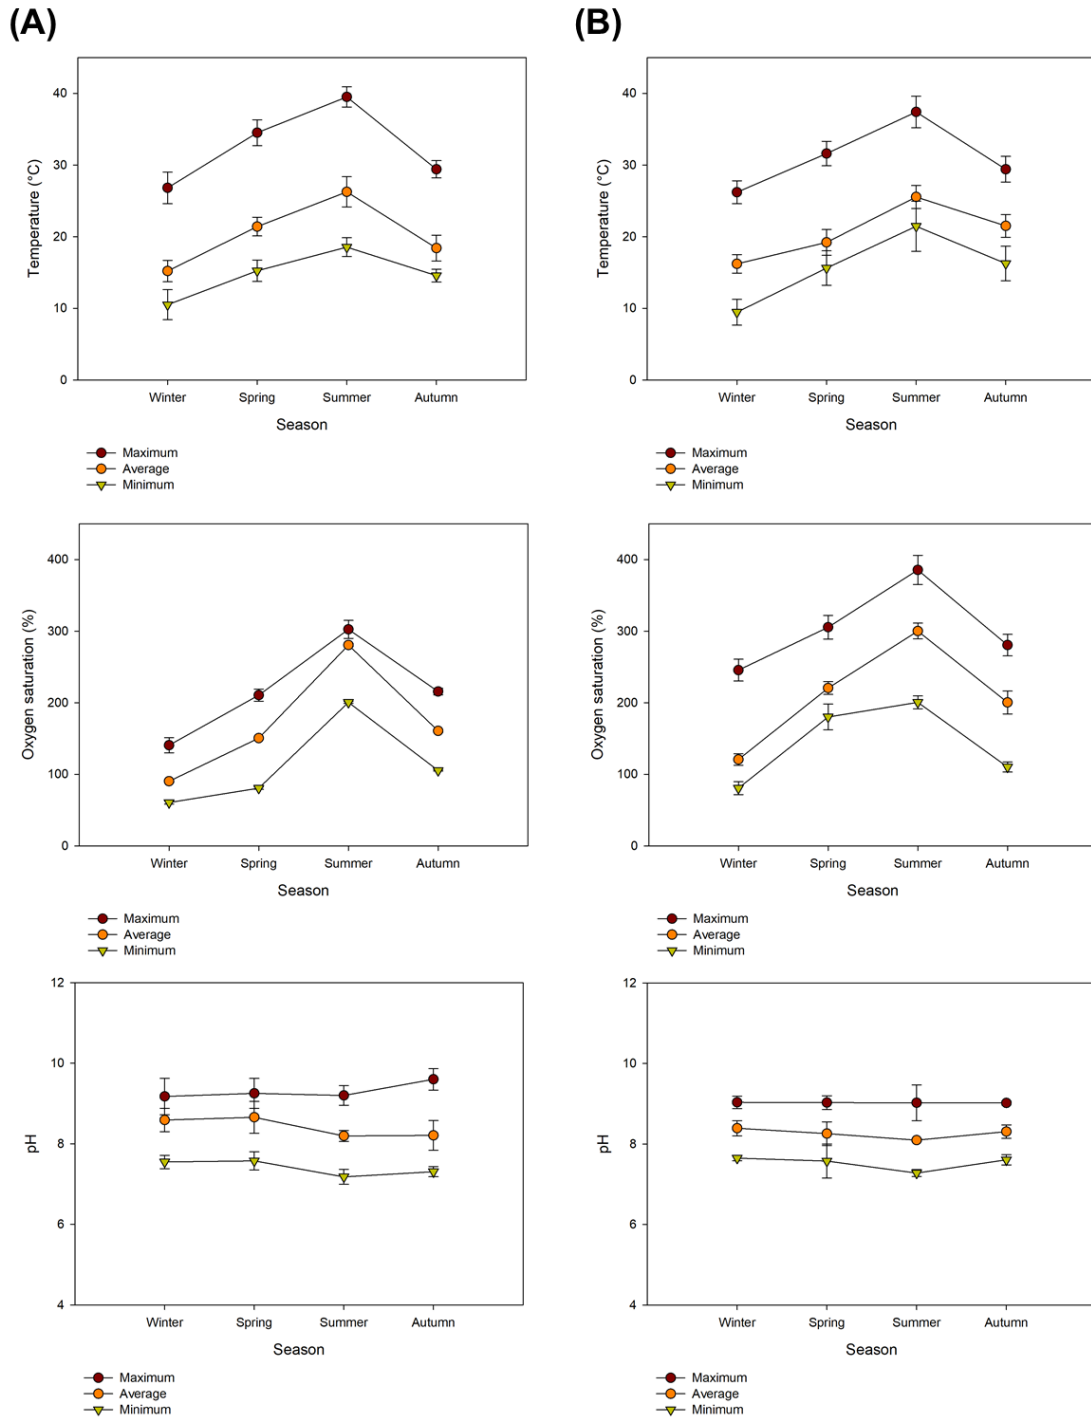 (A)
(B)
Temperature (°C)
40
30
20
10
0
Winter Spring Summer Autumn
Season
Maximum
Average
Minimum
Temperature (°C)
40
30
20
10
0
Winter Spring Summer Autumn
Season
Maximum
Average
Minimum
Oxygen saturation (%)
400
300
200
100
0
Winter Spring Summer Autumn
Season
Maximum
Average
Minimum
Oxygen saturation (%)
400
300
200
100
0
Winter Spring Summer Autumn
Season
Maximum
Average
Minimum
pH
12
10
8
6
4
Winter Spring Summer Autumn
Season
Maximum
Average
Minimum
pH
12
10
8
6
4
Winter Spring Summer Autumn
Season
Maximum
Average
Minimum